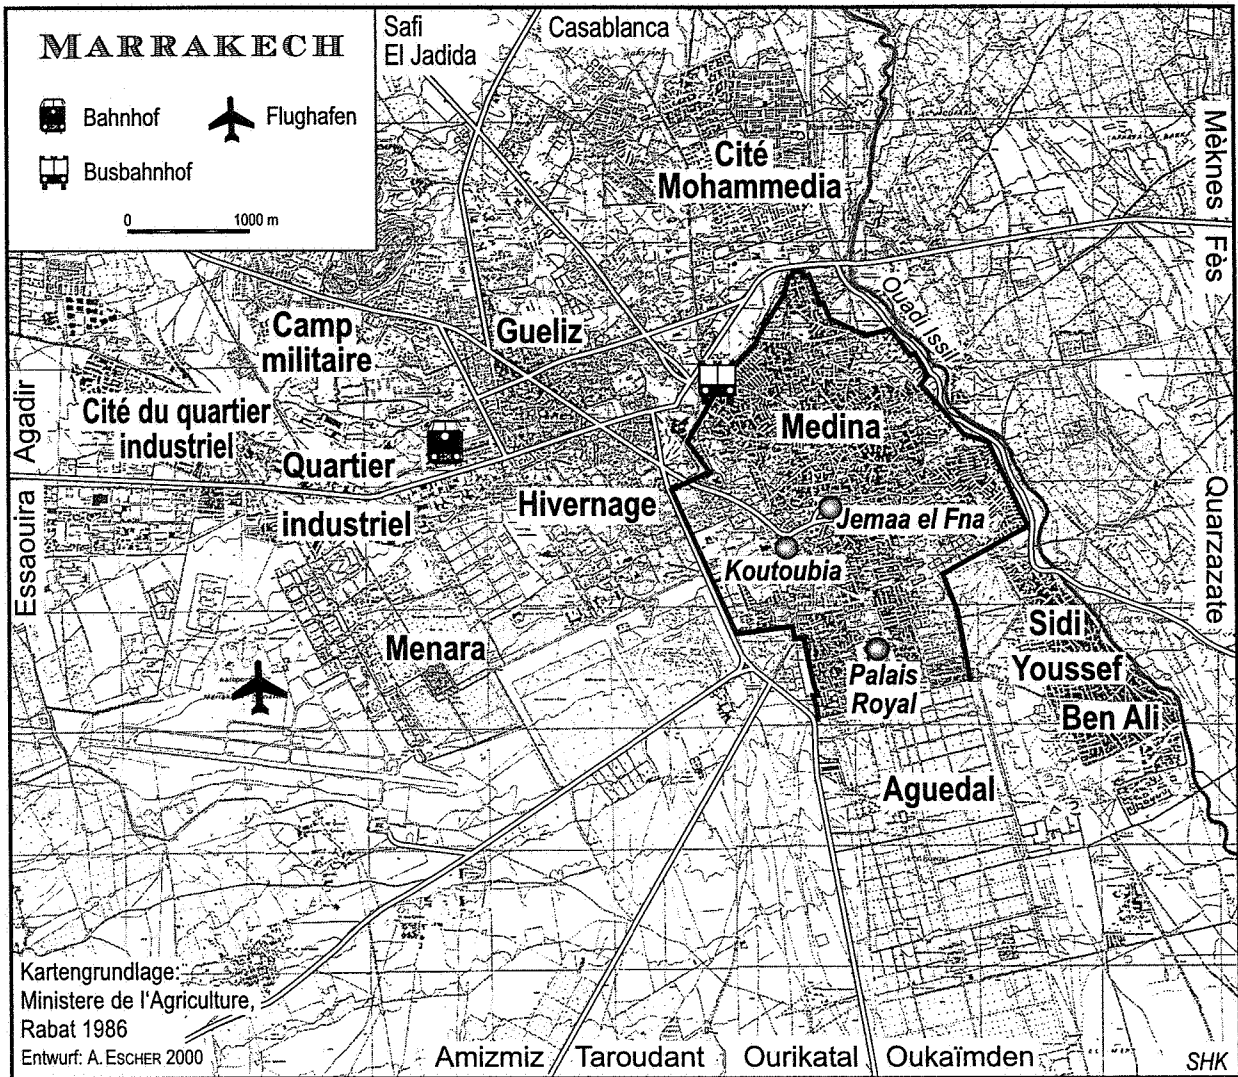 MARRAKECH
Bahnhof
Flughafen
Busbahnhof
0 1000 m
Safi
El Jadida
Casablanca
Mèknes - Fès
Cité
Mohammedia
Ouad Issil
Camp
militaire
Gueliz
Agadir
Cité du quartier
industriel
Medina
Quartier
industriel
Hivernage
Jemaa el Fna
Koutoubia
Essaouira
Quarzazate
Sidi
Youssef
Ben Ali
Menara
Palais
Royal
Aguedal
Kartengrundlage:
Ministere de l'Agriculture,
Rabat 1986
Entwurf: A. ESCHER 2000
Amizmiz
Taroudant
Ourikatal
Oukaïmden
SHK